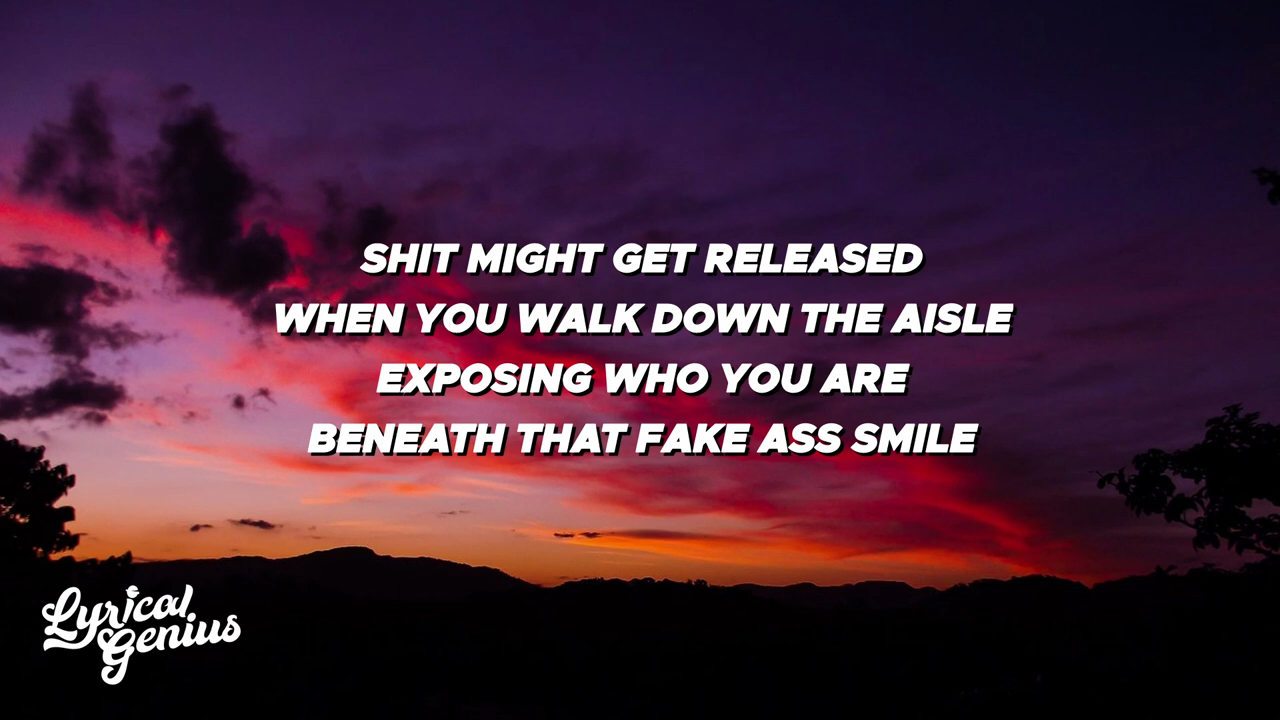 SHIT MIGHT GET RELEASED
WHEN YOU WALK DOWN THE AISLE
EXPOSING WHO YOU ARE
BENEATH THAT FAKE ASS SMILE
Lyrical
Genius